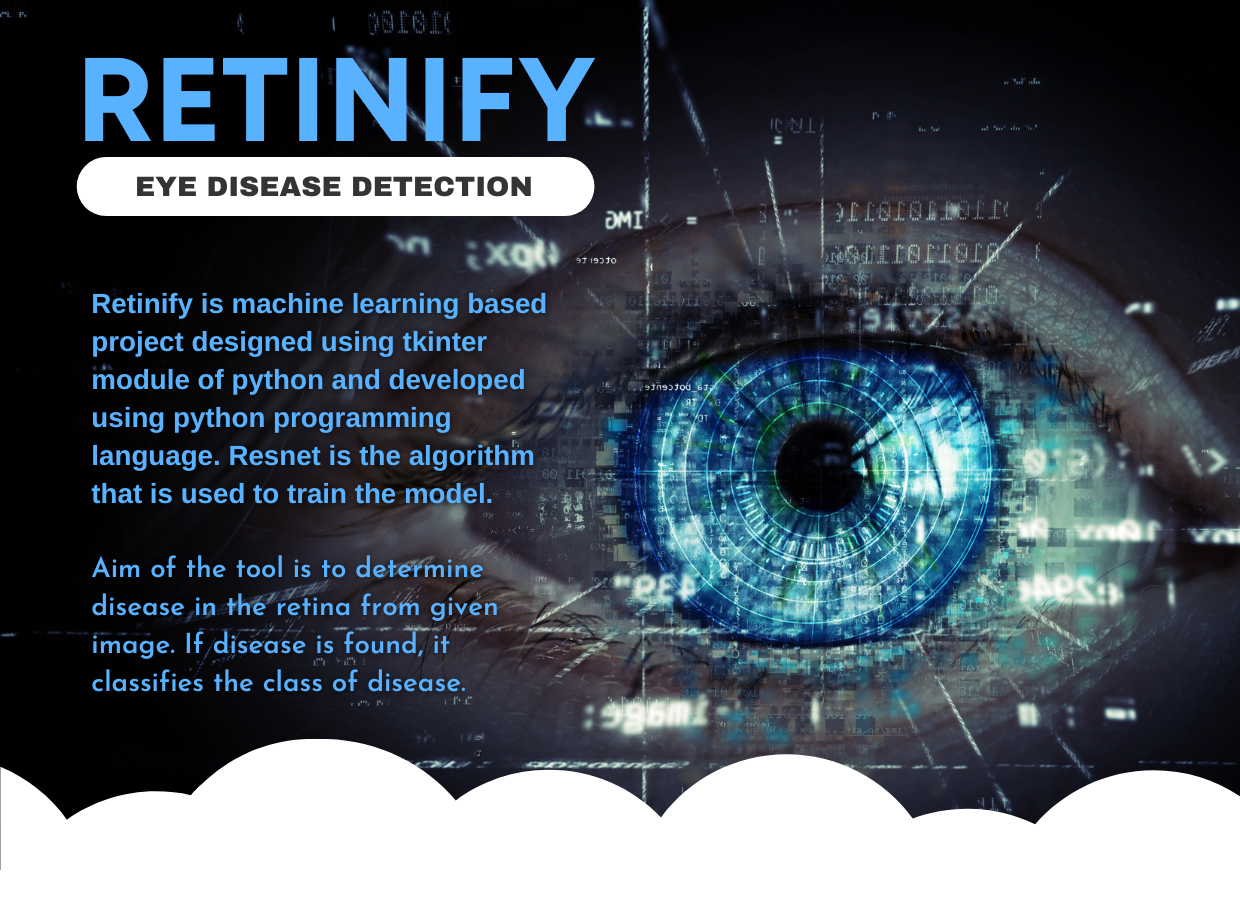 RETINIFY
EYE DISEASE DETECTION
Retinify is machine learning based
project designed using tkinter
module of python and developed
using python programming
language. Resnet is the algorithm
that is used to train the model.
Aim of the tool is to determine
disease in the retina from given
image. If disease is found, it
classifies the class of disease.